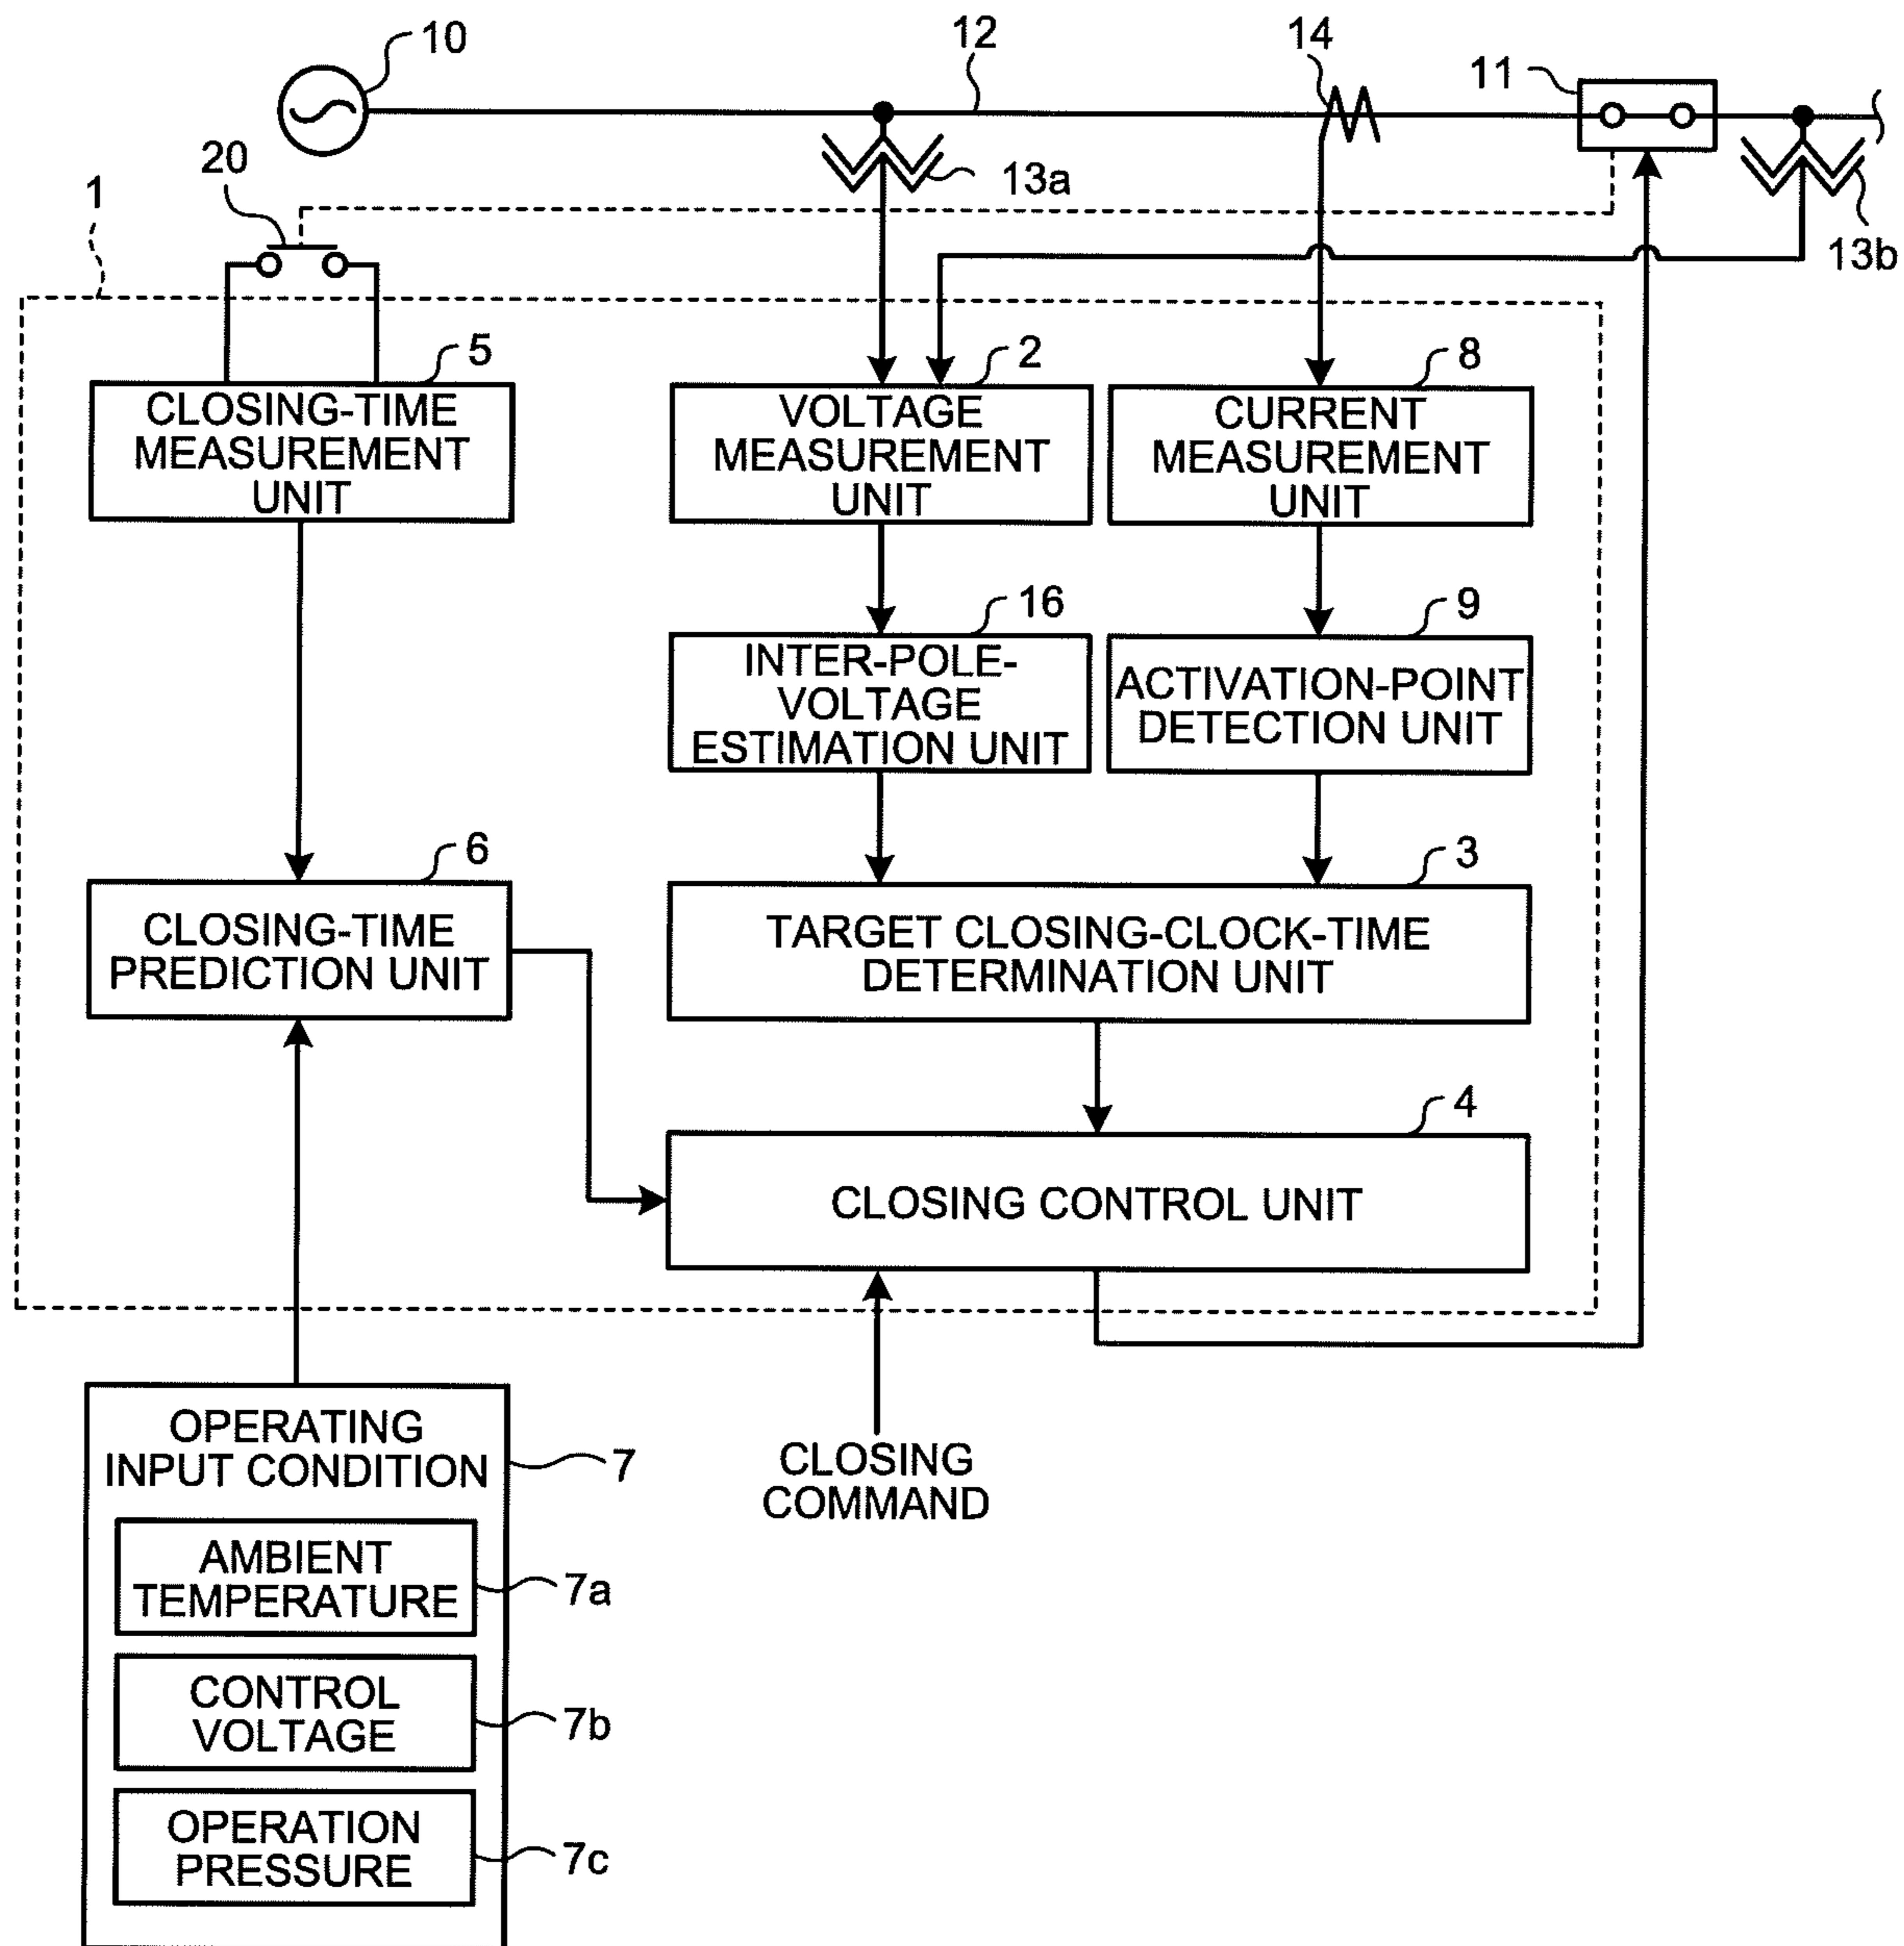 10
12
14
11
20
13a
13b
1
5
2
8
CLOSING-TIME
MEASUREMENT
UNIT
VOLTAGE
MEASUREMENT
UNIT
CURRENT
MEASUREMENT
UNIT
16
9
INTER-POLE-
VOLTAGE
ESTIMATION UNIT
ACTIVATION-POINT
DETECTION UNIT
6
3
CLOSING-TIME
PREDICTION UNIT
TARGET CLOSING-CLOCK-TIME
DETERMINATION UNIT
4
CLOSING CONTROL UNIT
OPERATING
INPUT CONDITION
7
CLOSING
COMMAND
AMBIENT
TEMPERATURE
7a
CONTROL
VOLTAGE
7b
OPERATION
PRESSURE
7c